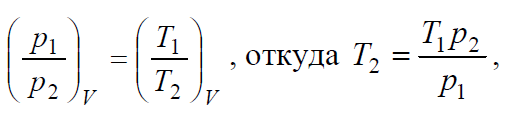 (p₁/p₂)_V = (T₁/T₂)_V , откуда T₂ = T₁p₂/p₁ ,